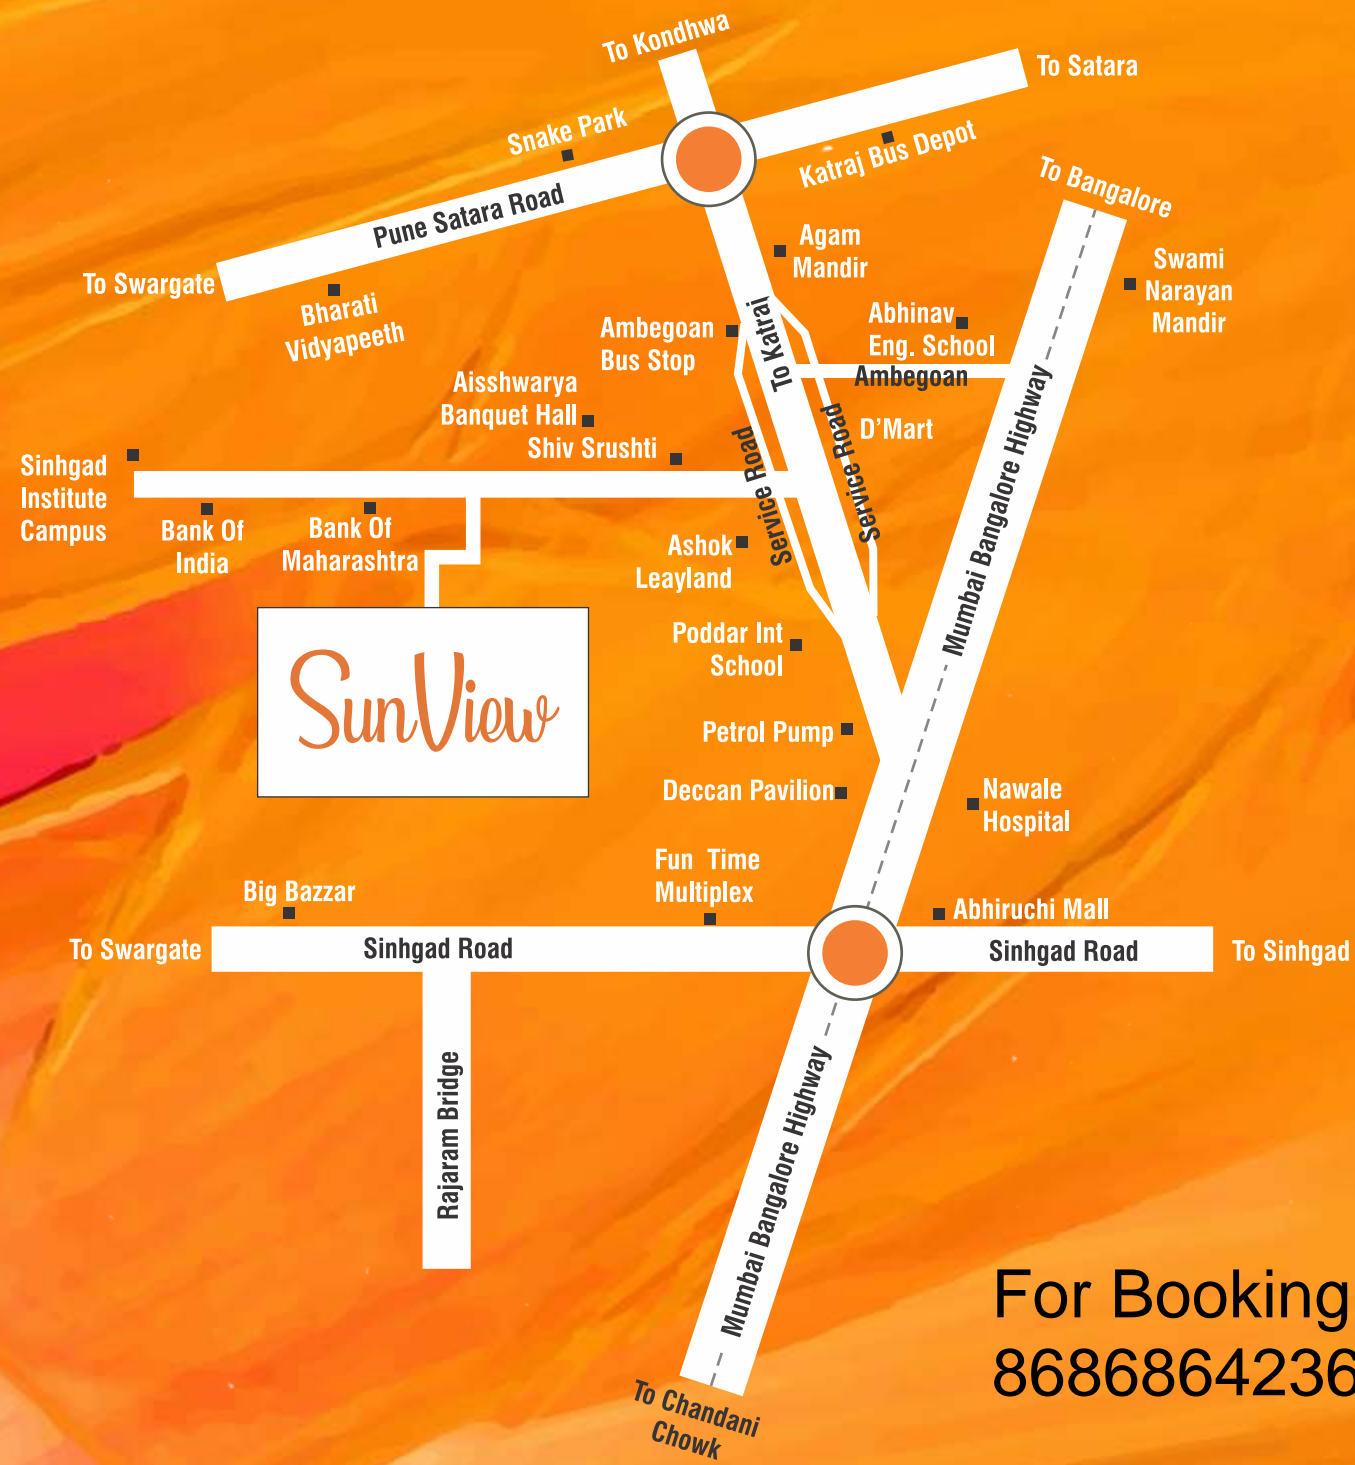 To Kondhwa
To Satara
Snake Park
Katraj Bus Depot
Pune Satara Road
To Bangalore
To Swargate
Bharati
Vidyapeeth
Agam
Mandir
Swami
Narayan
Mandir
Ambegoan
Bus Stop
To Katraj
Abhinav
Eng. School
Ambegoan
Aisshwarya
Banquet Hall
Shiv Srushti
D'Mart
Service Road
Service Road
Mumbai Bangalore Highway
Sinhgad
Institute
Campus
Bank Of
India
Bank Of
Maharashtra
Ashok
Leayland
SunView
Poddar Int
School
Petrol Pump
Deccan Pavilion
Nawale
Hospital
Fun Time
Multiplex
Big Bazzar
Abhiruchi Mall
To Swargate
Sinhgad Road
Sinhgad Road
To Sinhgad
Rajaram Bridge
Mumbai Bangalore Highway
To Chandani
Chowk
For Booking
8686864236